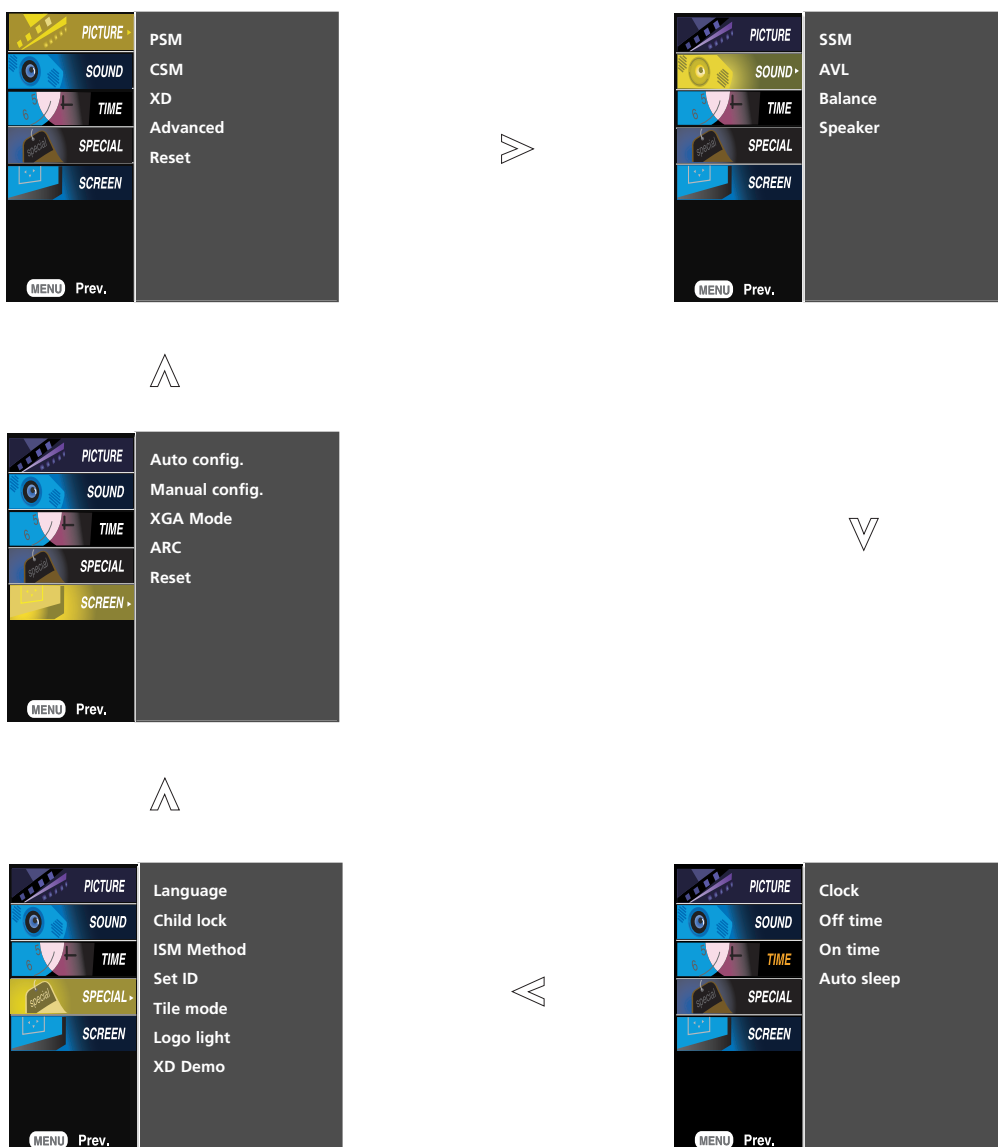 PICTURE
SOUND
TIME
SPECIAL
SCREEN
MENU Prev.
PSM
CSM
XD
Advanced
Reset
PICTURE
SOUND
TIME
SPECIAL
SCREEN
MENU Prev.
SSM
AVL
Balance
Speaker
PICTURE
SOUND
TIME
SPECIAL
SCREEN
MENU Prev.
Auto config.
Manual config.
XGA Mode
ARC
Reset
PICTURE
SOUND
TIME
SPECIAL
SCREEN
MENU Prev.
Language
Child lock
ISM Method
Set ID
Tile mode
Logo light
XD Demo
PICTURE
SOUND
TIME
SPECIAL
SCREEN
MENU Prev.
Clock
Off time
On time
Auto sleep